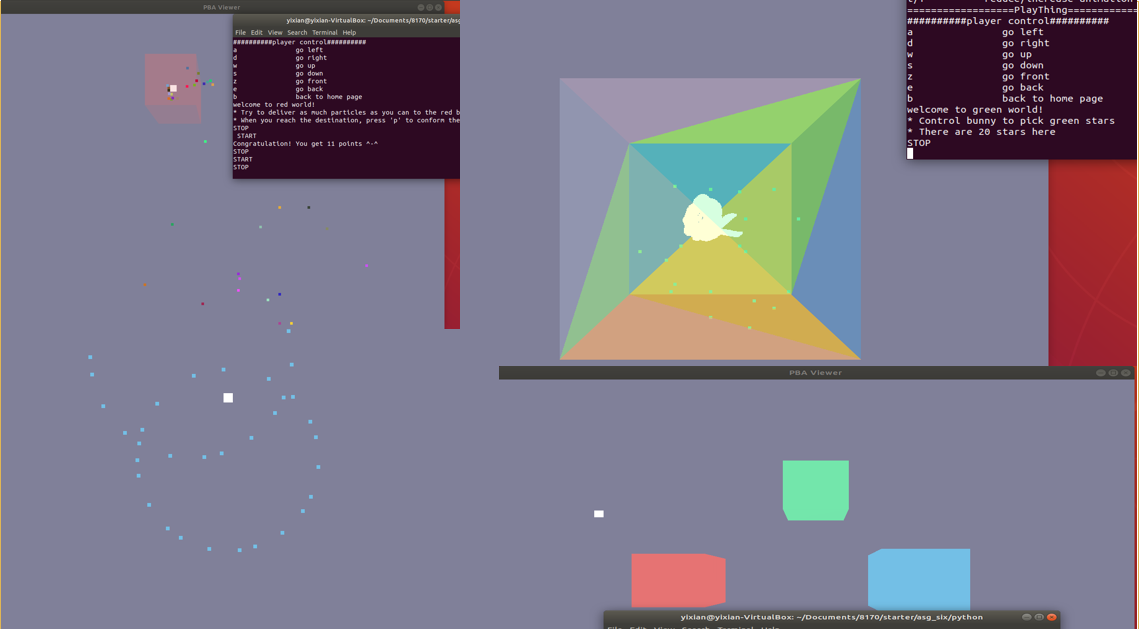 PBA Viewer
yixian@yixian-VirtualBox: ~/Documents/8170/starter/asg
File Edit View Search Terminal Help
##########player control##########
a go left
d go right
w go up
s go down
z go front
e go back
b back to home page
welcome to red world!
* Try to deliver as much particles as you can to the red b
* When you reach the destination, press 'p' to conform the
STOP
START
Congratulation! You get 11 points ^-^
STOP
START
STOP
==================PlayThing==========
##########player control##########
a go left
d go right
w go up
s go down
z go front
e go back
b back to home page
welcome to green world!
* Control bunny to pick green stars
* There are 20 stars here
STOP
PBA Viewer
yixian@yixian-VirtualBox: ~/Documents/8170/starter/asg_six/python
File Edit View Search Terminal Help